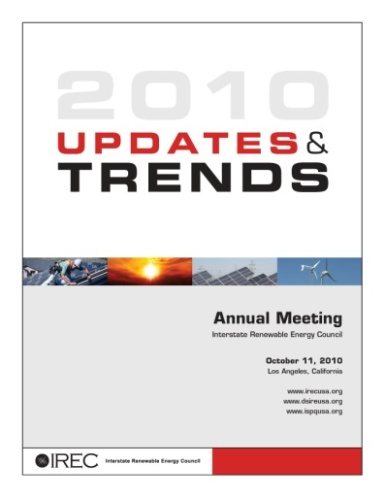 2010
UPDATES &
TRENDS
Annual Meeting
Interstate Renewable Energy Council
October 11, 2010
Los Angeles, California
www.irecusa.org
www.dsireusa.org
www.ispqusa.org
IREC Interstate Renewable Energy Council